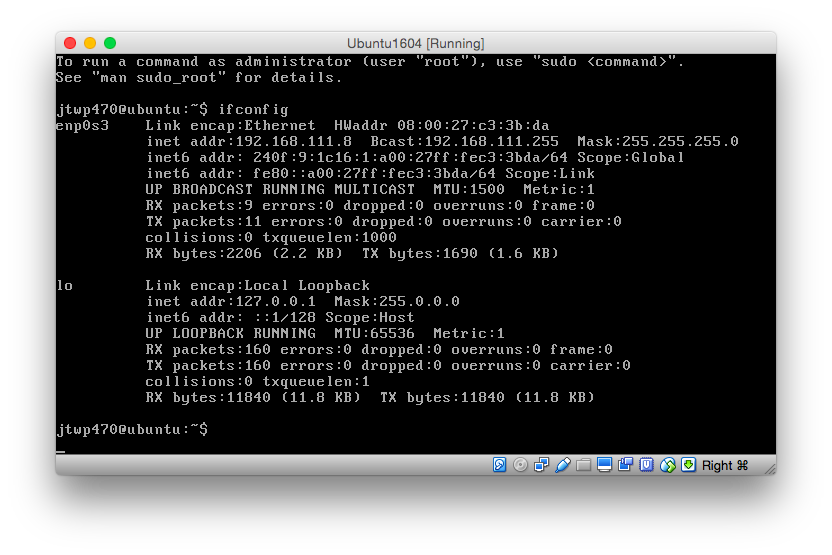 Ubuntu1604 [Running]
To run a command as administrator (user "root"), use "sudo <command>".
See "man sudo_root" for details.
jtwp470@ubuntu:~$ ifconfig
enp0s3    Link encap:Ethernet  HWaddr 08:00:27:c3:3b:da
          inet addr:192.168.111.8  Bcast:192.168.111.255  Mask:255.255.255.0
          inet6 addr: 240f:9:1c16:1:a00:27ff:fec3:3bda/64 Scope:Global
          inet6 addr: fe80::a00:27ff:fec3:3bda/64 Scope:Link
          UP BROADCAST RUNNING MULTICAST  MTU:1500  Metric:1
          RX packets:9 errors:0 dropped:0 overruns:0 frame:0
          TX packets:11 errors:0 dropped:0 overruns:0 carrier:0
          collisions:0 txqueuelen:1000
          RX bytes:2206 (2.2 KB)  TX bytes:1690 (1.6 KB)
lo        Link encap:Local Loopback
          inet addr:127.0.0.1  Mask:255.0.0.0
          inet6 addr: ::1/128 Scope:Host
          UP LOOPBACK RUNNING  MTU:65536  Metric:1
          RX packets:160 errors:0 dropped:0 overruns:0 frame:0
          TX packets:160 errors:0 dropped:0 overruns:0 carrier:0
          collisions:0 txqueuelen:1
          RX bytes:11840 (11.8 KB)  TX bytes:11840 (11.8 KB)
jtwp470@ubuntu:~$
Right ⌘